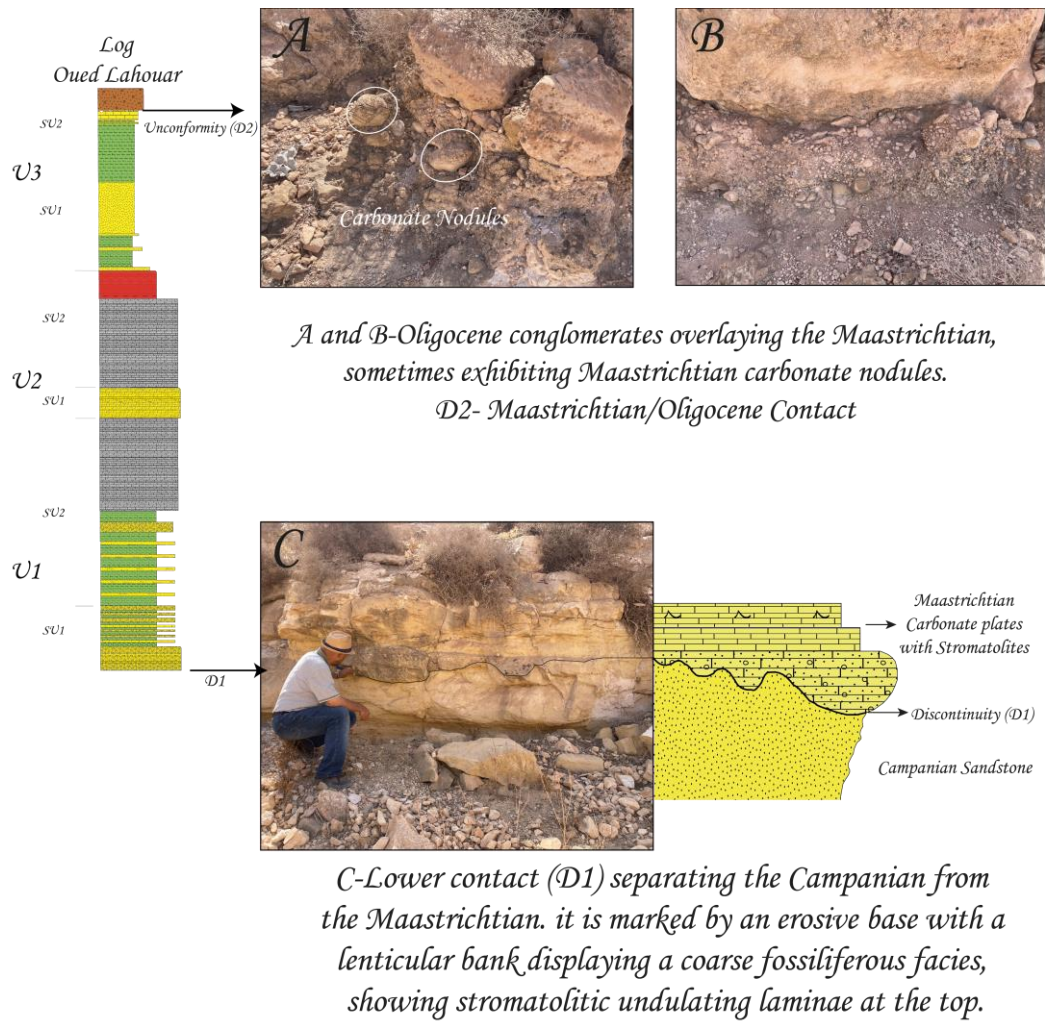 Log
Oued Lahouar
A
B
SU2
Unconformity (D2)
U3
SU1
Carbonate Nodules
SU2
U2
SU1
A and B-Oligocene conglomerates overlaying the Maastrichtian,
sometimes exhibiting Maastrichtian carbonate nodules.
D2- Maastrichtian/Oligocene Contact
SU2
U1
SU1
D1
C
Maastrichtian
Carbonate plates
with Stromatolites
Discontinuity (D1)
Campanian Sandstone
C-Lower contact (D1) separating the Campanian from
the Maastrichtian. it is marked by an erosive base with a
lenticular bank displaying a coarse fossiliferous facies,
showing stromatolitic undulating laminae at the top.